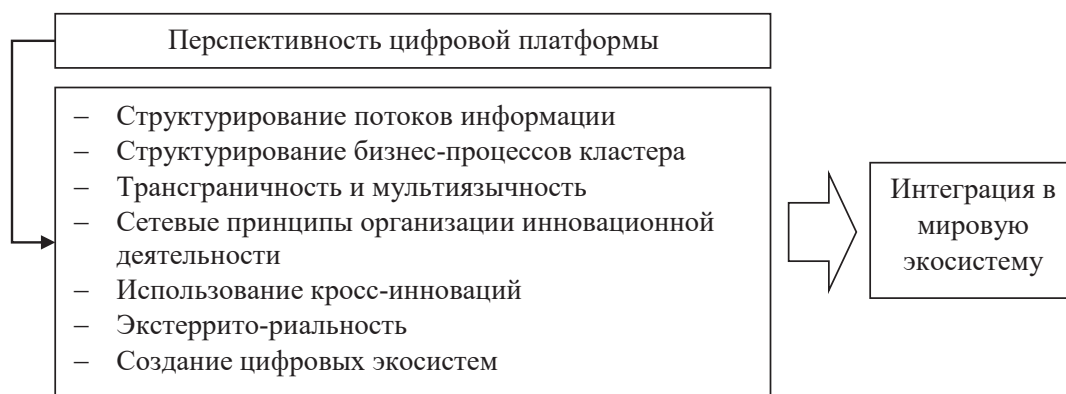 Перспективность цифровой платформы
– Структурирование потоков информации
– Структурирование бизнес-процессов кластера
– Трансграничность и мультиязычность
– Сетевые принципы организации инновационной
деятельности
– Использование кросс-инноваций
– Экстеррито-риальность
– Создание цифровых экосистем
Интеграция в
мировую
экосистему